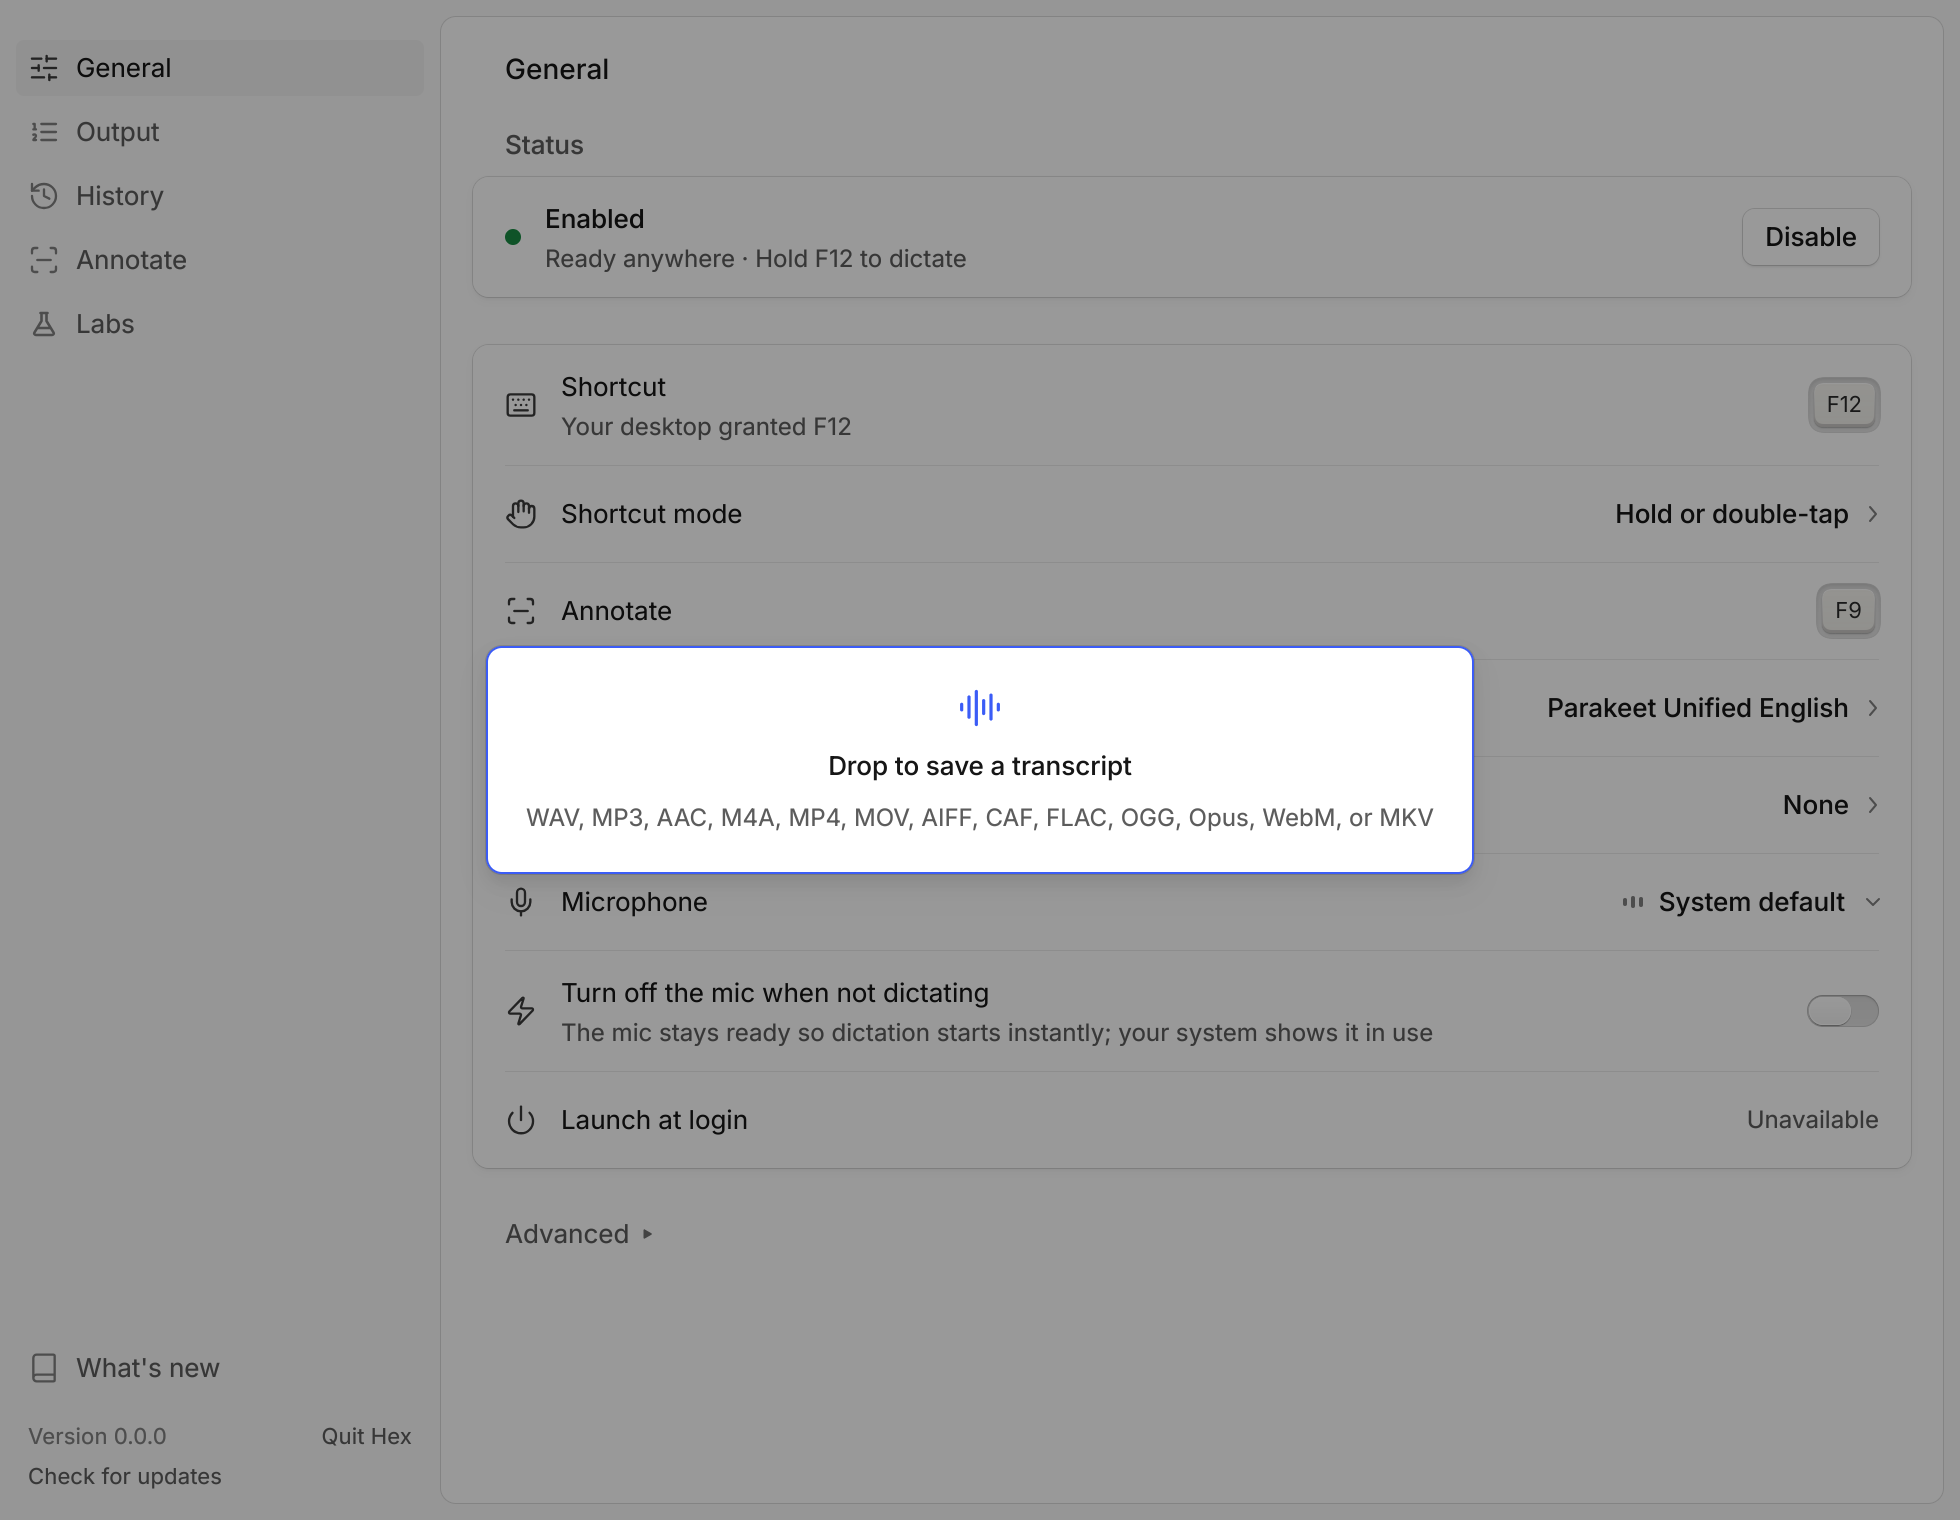 General
Output
History
Annotate
Labs
What's new
Version 0.0.0
Quit Hex
Check for updates
General
Status
Enabled
Ready anywhere · Hold F12 to dictate
Disable
Shortcut
Your desktop granted F12
F12
Shortcut mode
Hold or double-tap
Annotate
F9
Parakeet Unified English
None
Drop to save a transcript
WAV, MP3, AAC, M4A, MP4, MOV, AIFF, CAF, FLAC, OGG, Opus, WebM, or MKV
Microphone
System default
Turn off the mic when not dictating
The mic stays ready so dictation starts instantly; your system shows it in use
Launch at login
Unavailable
Advanced